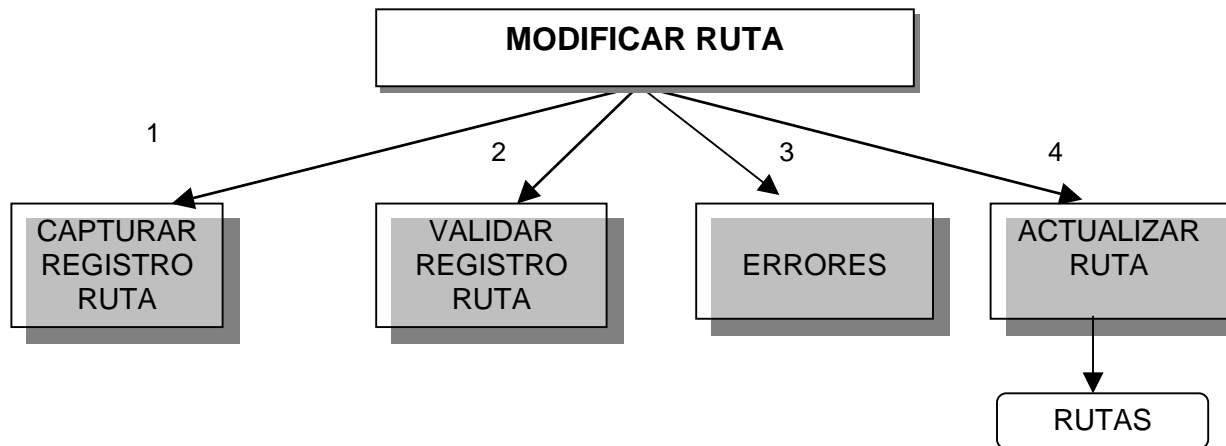 MODIFICAR RUTA
1
2
3
4
CAPTURAR
REGISTRO
RUTA
VALIDAR
REGISTRO
RUTA
ERRORES
ACTUALIZAR
RUTA
RUTAS